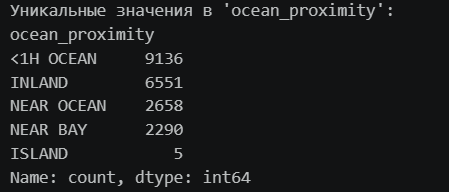 Уникальные значения в 'ocean_proximity':
ocean_proximity
<1H OCEAN     9136
INLAND        6551
NEAR OCEAN    2658
NEAR BAY      2290
ISLAND           5
Name: count, dtype: int64